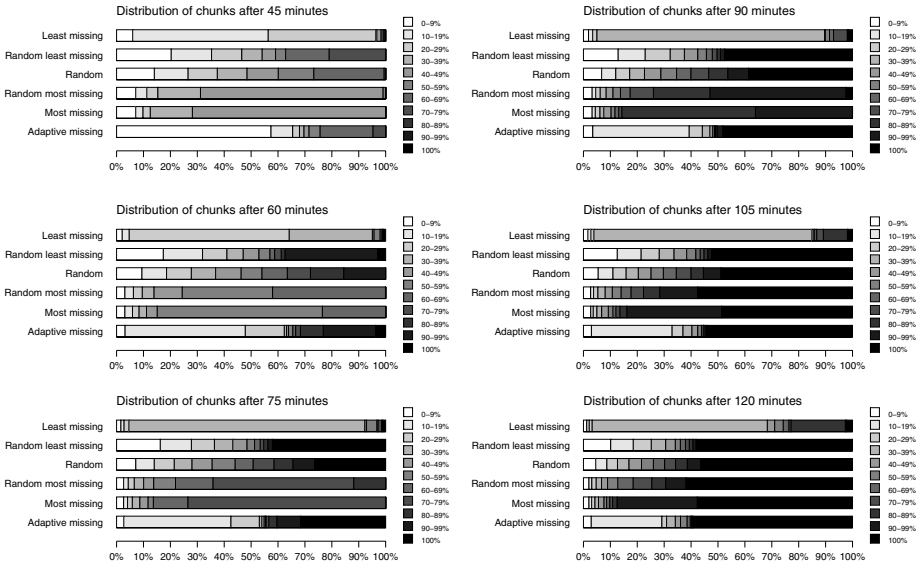 Distribution of chunks after 45 minutes
Least missing
Random least missing
Random
Random most missing
Most missing
Adaptive missing
0% 10% 20% 30% 40% 50% 60% 70% 80% 90% 100%
0–9%
10–19%
20–29%
30–39%
40–49%
50–59%
60–69%
70–79%
80–89%
90–99%
100%
Distribution of chunks after 90 minutes
Least missing
Random least missing
Random
Random most missing
Most missing
Adaptive missing
0% 10% 20% 30% 40% 50% 60% 70% 80% 90% 100%
0–9%
10–19%
20–29%
30–39%
40–49%
50–59%
60–69%
70–79%
80–89%
90–99%
100%
Distribution of chunks after 60 minutes
Least missing
Random least missing
Random
Random most missing
Most missing
Adaptive missing
0% 10% 20% 30% 40% 50% 60% 70% 80% 90% 100%
0–9%
10–19%
20–29%
30–39%
40–49%
50–59%
60–69%
70–79%
80–89%
90–99%
100%
Distribution of chunks after 105 minutes
Least missing
Random least missing
Random
Random most missing
Most missing
Adaptive missing
0% 10% 20% 30% 40% 50% 60% 70% 80% 90% 100%
0–9%
10–19%
20–29%
30–39%
40–49%
50–59%
60–69%
70–79%
80–89%
90–99%
100%
Distribution of chunks after 75 minutes
Least missing
Random least missing
Random
Random most missing
Most missing
Adaptive missing
0% 10% 20% 30% 40% 50% 60% 70% 80% 90% 100%
0–9%
10–19%
20–29%
30–39%
40–49%
50–59%
60–69%
70–79%
80–89%
90–99%
100%
Distribution of chunks after 120 minutes
Least missing
Random least missing
Random
Random most missing
Most missing
Adaptive missing
0% 10% 20% 30% 40% 50% 60% 70% 80% 90% 100%
0–9%
10–19%
20–29%
30–39%
40–49%
50–59%
60–69%
70–79%
80–89%
90–99%
100%